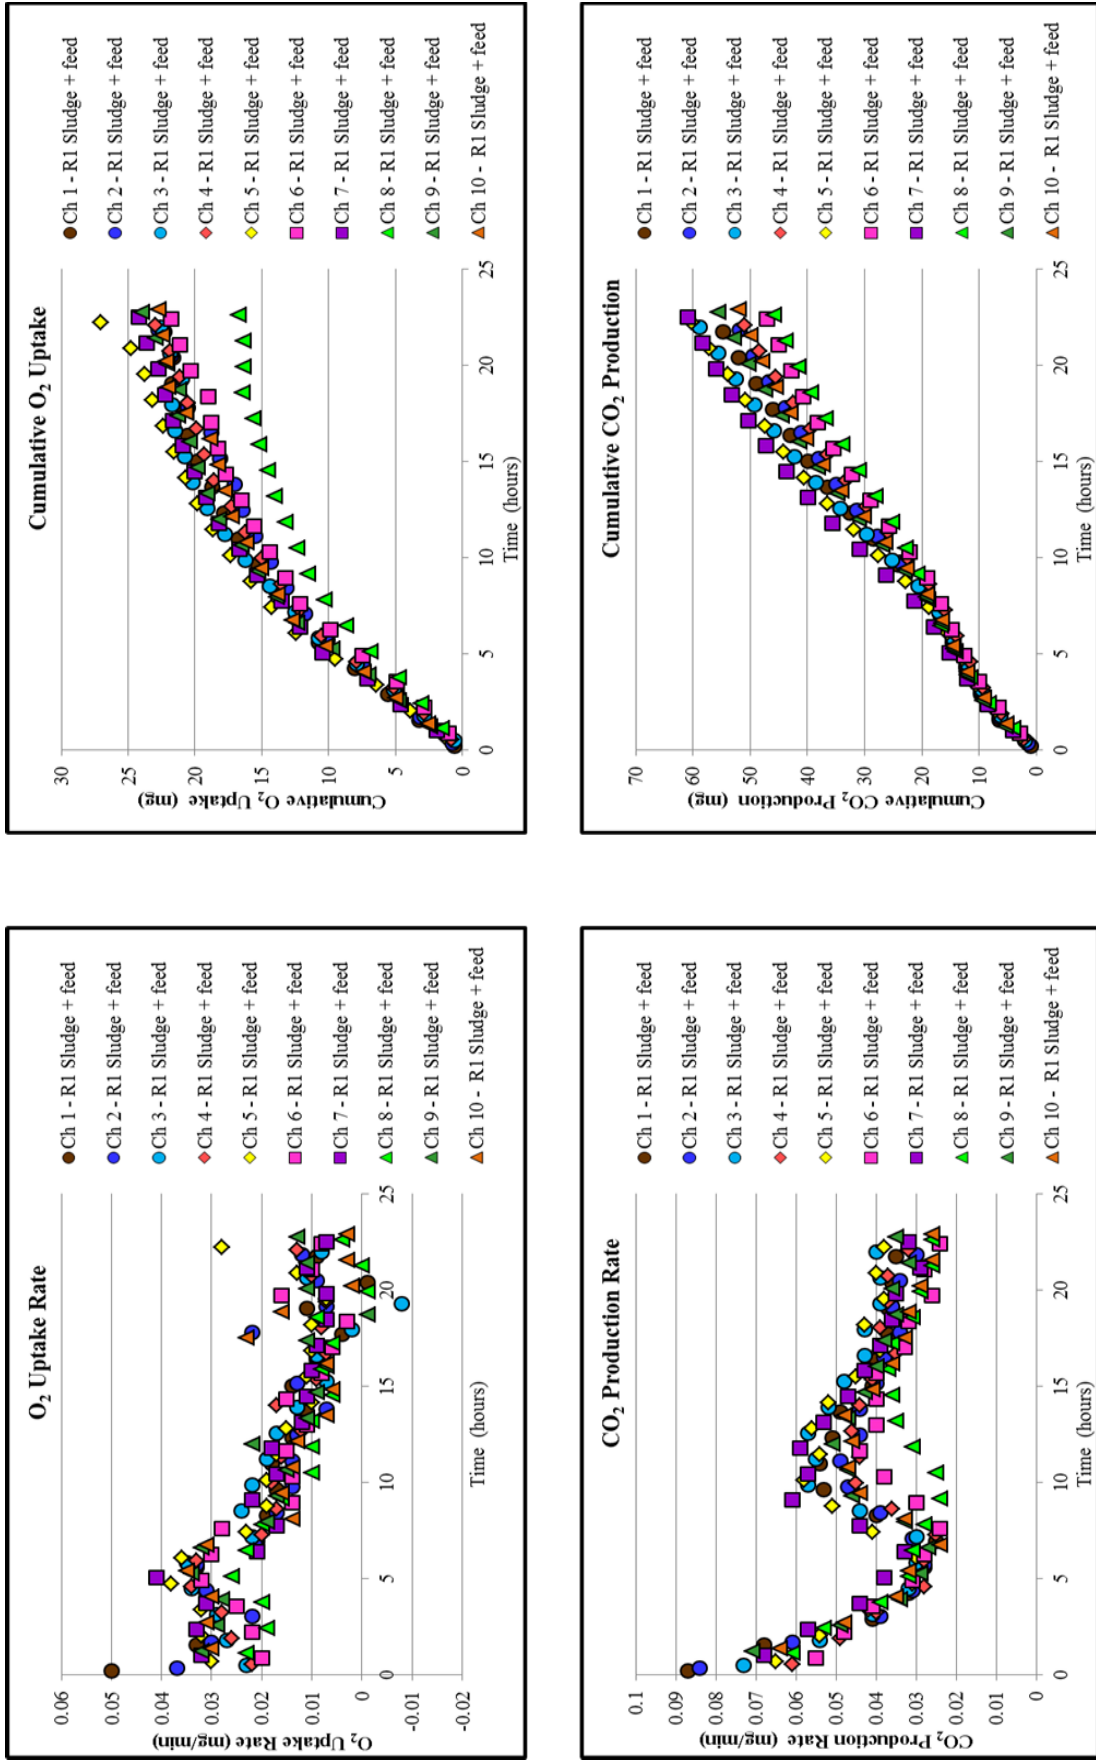 O₂ Uptake Rate
O₂ Uptake Rate (mg/min)
0.06
0.05
0.04
0.03
0.02
0.01
0
-0.01
-0.02
0 5 10 15 20 25
Time (hours)
Ch 1 - R1 Sludge + feed
Ch 2 - R1 Sludge + feed
Ch 3 - R1 Sludge + feed
Ch 4 - R1 Sludge + feed
Ch 5 - R1 Sludge + feed
Ch 6 - R1 Sludge + feed
Ch 7 - R1 Sludge + feed
Ch 8 - R1 Sludge + feed
Ch 9 - R1 Sludge + feed
Ch 10 - R1 Sludge + feed
Cumulative O₂ Uptake
Cumulative O₂ Uptake (mg)
30
25
20
15
10
5
0
0 5 10 15 20 25
Time (hours)
Ch 1 - R1 Sludge + feed
Ch 2 - R1 Sludge + feed
Ch 3 - R1 Sludge + feed
Ch 4 - R1 Sludge + feed
Ch 5 - R1 Sludge + feed
Ch 6 - R1 Sludge + feed
Ch 7 - R1 Sludge + feed
Ch 8 - R1 Sludge + feed
Ch 9 - R1 Sludge + feed
Ch 10 - R1 Sludge + feed
CO₂ Production Rate
CO₂ Production Rate (mg/min)
0.1
0.09
0.08
0.07
0.06
0.05
0.04
0.03
0.02
0.01
0
0 5 10 15 20 25
Time (hours)
Ch 1 - R1 Sludge + feed
Ch 2 - R1 Sludge + feed
Ch 3 - R1 Sludge + feed
Ch 4 - R1 Sludge + feed
Ch 5 - R1 Sludge + feed
Ch 6 - R1 Sludge + feed
Ch 7 - R1 Sludge + feed
Ch 8 - R1 Sludge + feed
Ch 9 - R1 Sludge + feed
Ch 10 - R1 Sludge + feed
Cumulative CO₂ Production
Cumulative CO₂ Production (mg)
70
60
50
40
30
20
10
0
0 5 10 15 20 25
Time (hours)
Ch 1 - R1 Sludge + feed
Ch 2 - R1 Sludge + feed
Ch 3 - R1 Sludge + feed
Ch 4 - R1 Sludge + feed
Ch 5 - R1 Sludge + feed
Ch 6 - R1 Sludge + feed
Ch 7 - R1 Sludge + feed
Ch 8 - R1 Sludge + feed
Ch 9 - R1 Sludge + feed
Ch 10 - R1 Sludge + feed